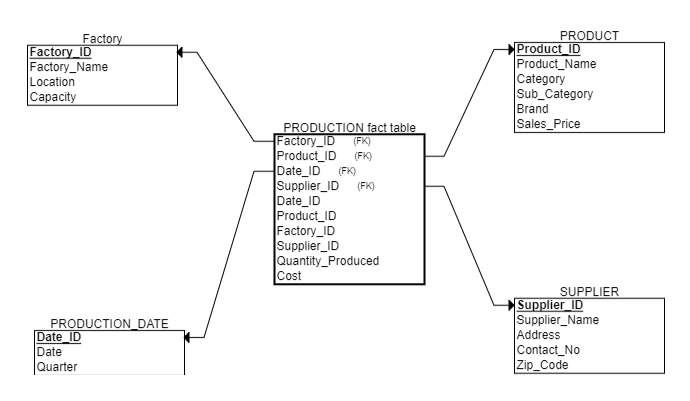 Factory
Factory_ID
Factory_Name
Location
Capacity
PRODUCT
Product_ID
Product_Name
Category
Sub_Category
Brand
Sales_Price
PRODUCTION fact table
Factory_ID (FK)
Product_ID (FK)
Date_ID (FK)
Supplier_ID (FK)
Date_ID
Product_ID
Factory_ID
Supplier_ID
Quantity_Produced
Cost
PRODUCTION_DATE
Date_ID
Date
Quarter
SUPPLIER
Supplier_ID
Supplier_Name
Address
Contact_No
Zip_Code